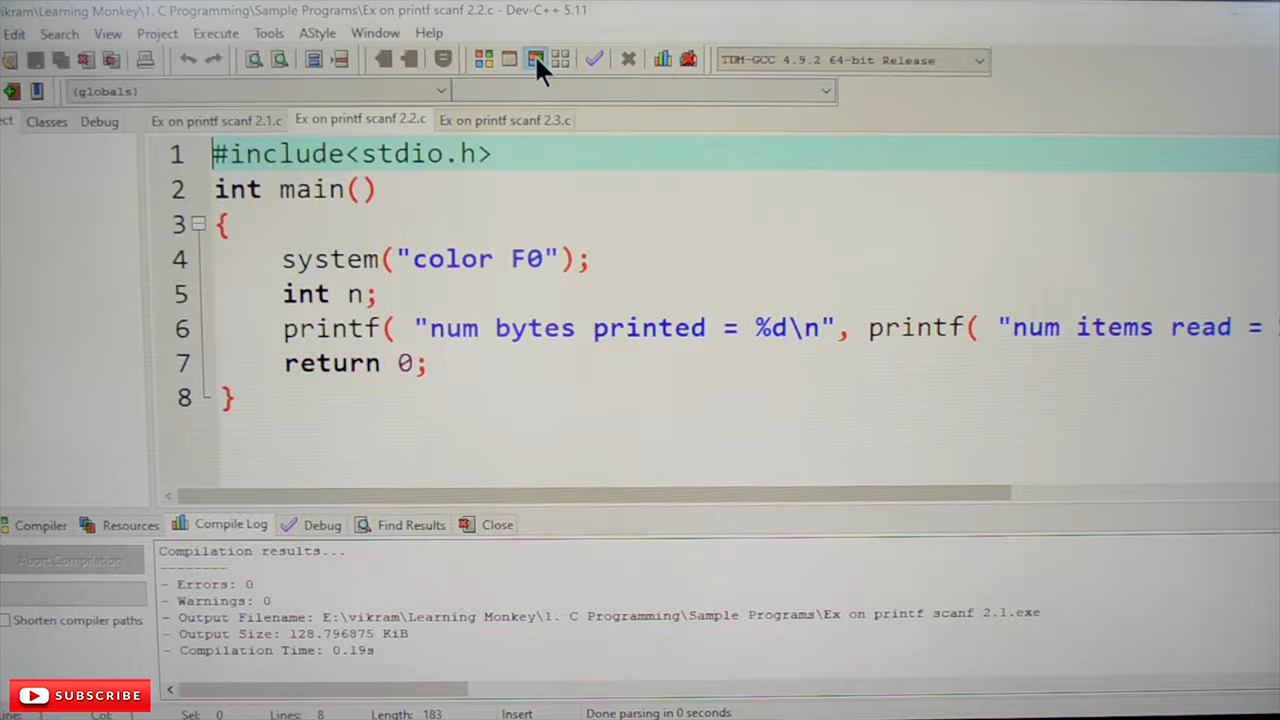 vikram\Learning Monkey\1. C Programming\Sample Programs\Ex on printf scanf 2.2.c - Dev-C++ 5.11
Edit Search View Project Execute Tools AStyle Window Help
TDM-GCC 4.9.2 64-bit Release
(globals)
Classes Debug Ex on printf scanf 2.1.c Ex on printf scanf 2.2.c Ex on printf scanf 2.3.c
1 #include<stdio.h>
2 int main()
3 {
4 system("color F0");
5 int n;
6 printf( "num bytes printed = %d\n", printf( "num items read =
7 return 0;
8 }
Compiler Resources Compile Log Debug Find Results Close
Abort Compilation
Shorten compiler paths
Compilation results...
--------
- Errors: 0
- Warnings: 0
- Output Filename: E:\vikram\Learning Monkey\1. C Programming\Sample Programs\Ex on printf scanf 2.1.exe
- Output Size: 128.796875 KiB
- Compilation Time: 0.19s
SUBSCRIBE
Sel: 0 Lines: 8 Length: 183 Insert Done parsing in 0 seconds